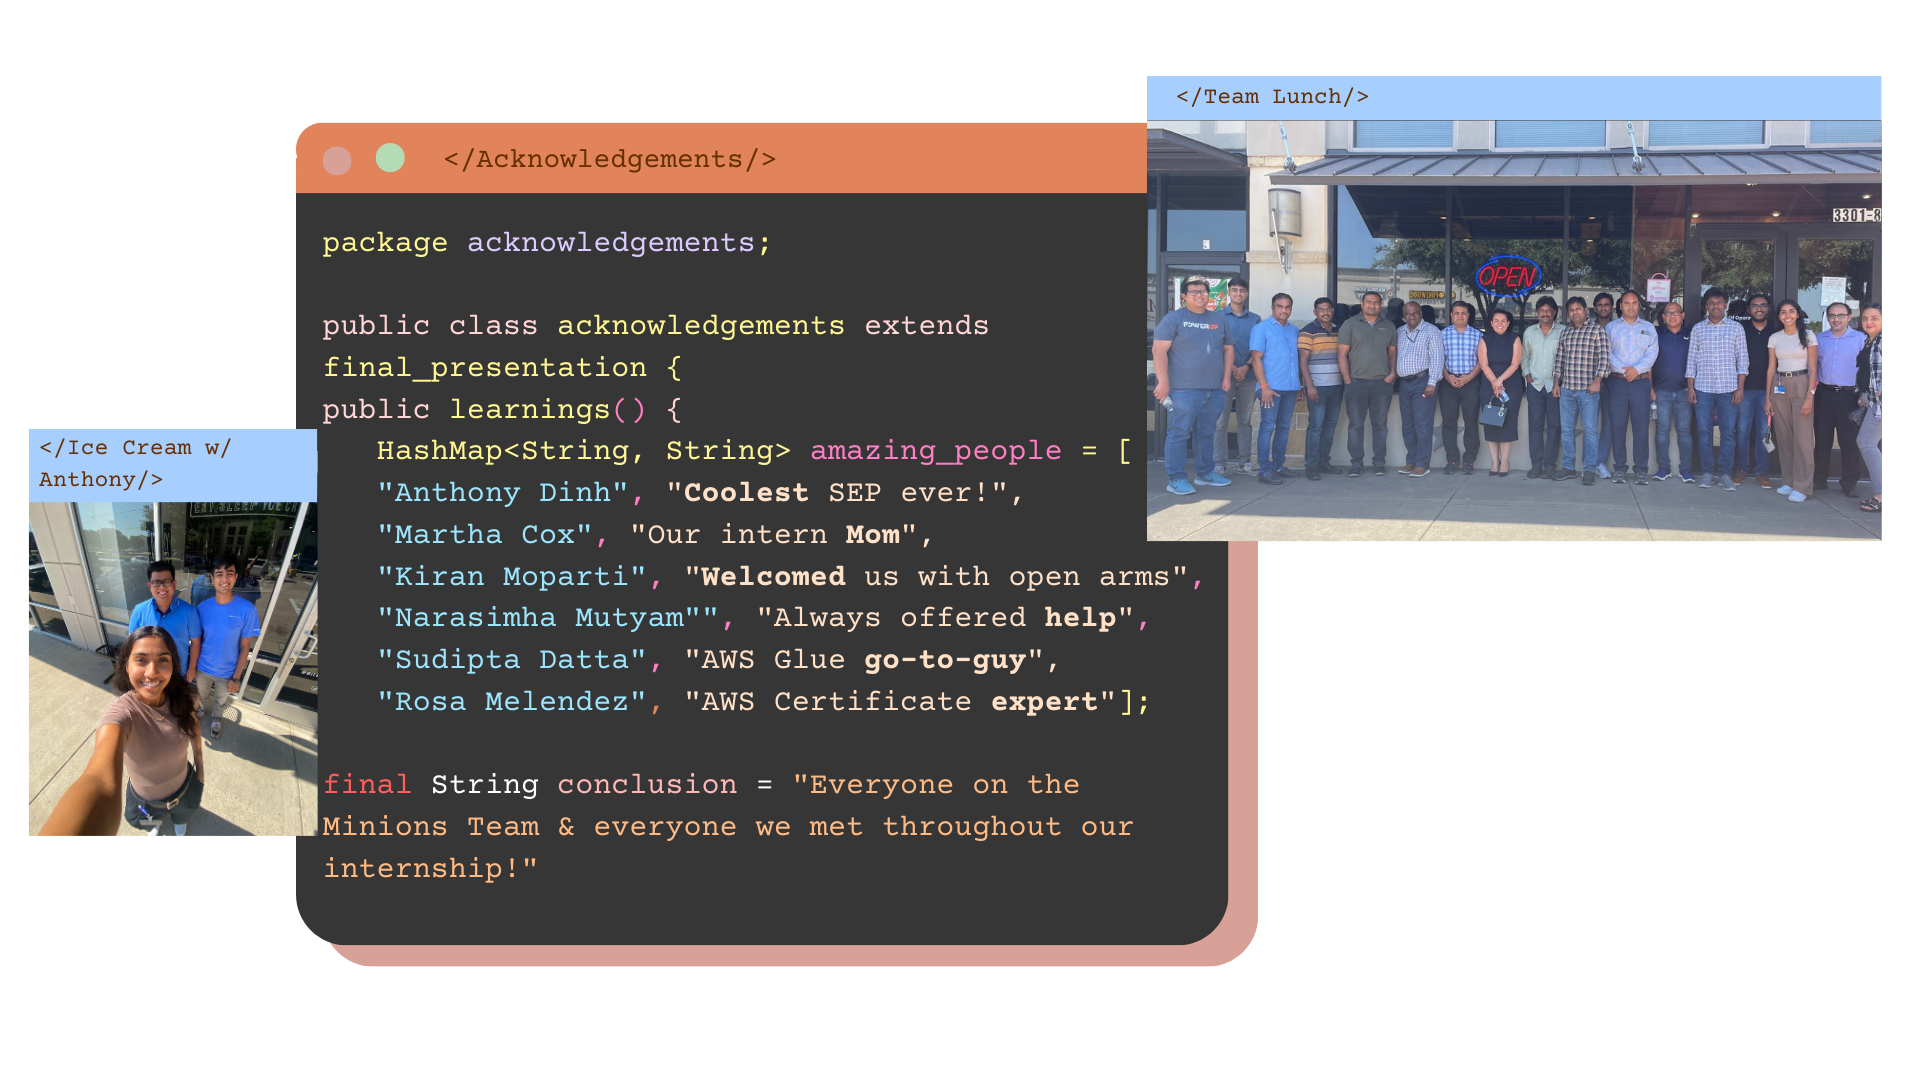 </Team Lunch/>
</Acknowledgements/>
package acknowledgements;
public class acknowledgements extends
final_presentation {
public learnings() {
HashMap<String, String> amazing_people = [
"Anthony Dinh", "Coolest SEP ever!",
"Martha Cox", "Our intern Mom",
"Kiran Moparti", "Welcomed us with open arms",
"Narasimha Mutyam"", "Always offered help",
"Sudipta Datta", "AWS Glue go-to-guy",
"Rosa Melendez", "AWS Certificate expert"];
final String conclusion = "Everyone on the
Minions Team & everyone we met throughout our
internship!"
</Ice Cream w/
Anthony/>
OPEN
3301-8
POWERUP